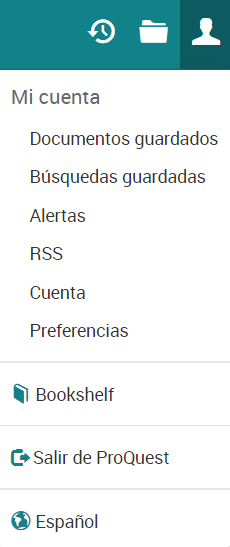 Mi cuenta
Documentos guardados
Búsquedas guardadas
Alertas
RSS
Cuenta
Preferencias
Bookshelf
Salir de ProQuest
Español